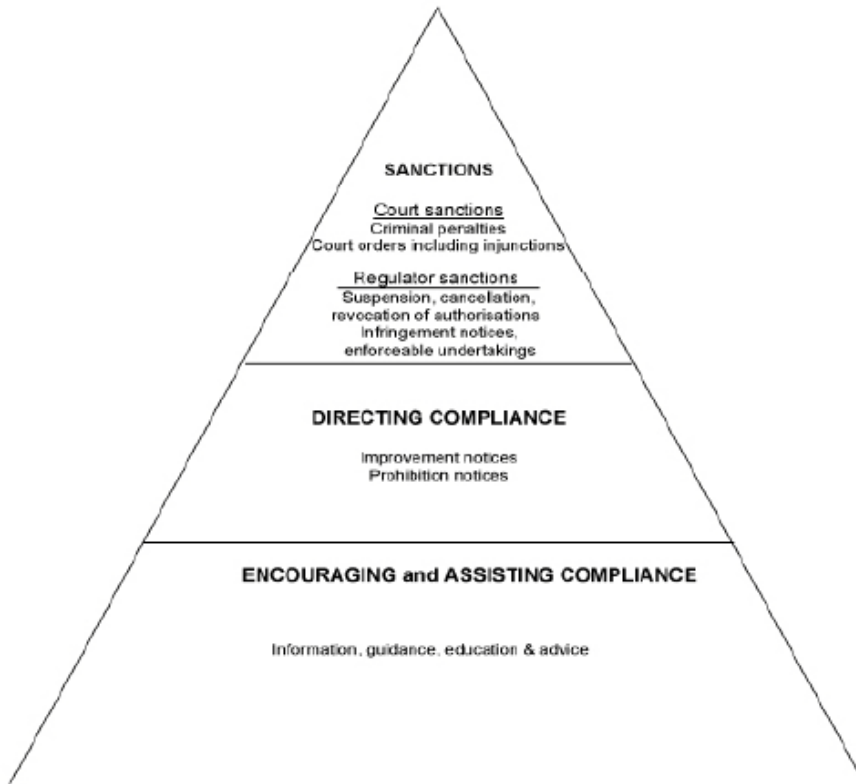 SANCTIONS
Court sanctions
Criminal penalties
Court orders including injunctions
Regulator sanctions
Suspension, cancellation,
revocation of authorisations
Infringement notices,
enforceable undertakings
DIRECTING COMPLIANCE
Improvement notices
Prohibition notices
ENCOURAGING and ASSISTING COMPLIANCE
Information, guidance, education & advice